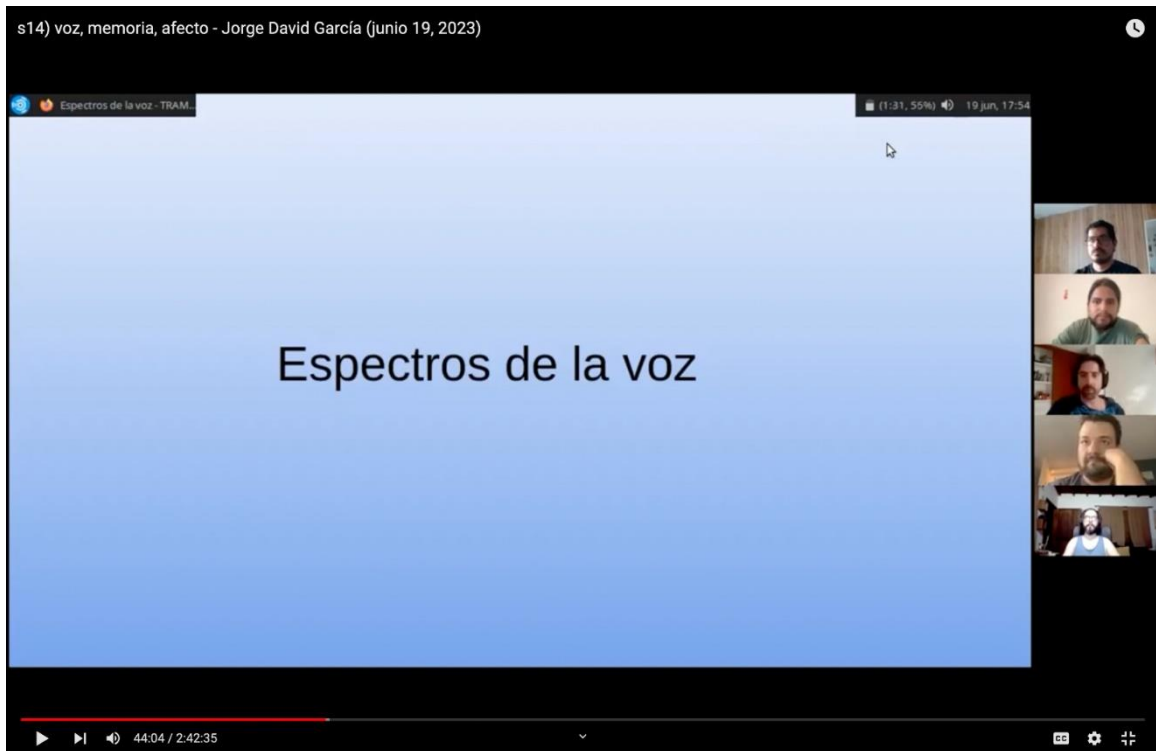 s14) voz, memoria, afecto - Jorge David García (junio 19, 2023)
Espectros de la voz - TRAM...
(1:31, 55%) 19 jun, 17:54
Espectros de la voz
44:04 / 2:42:35
CC